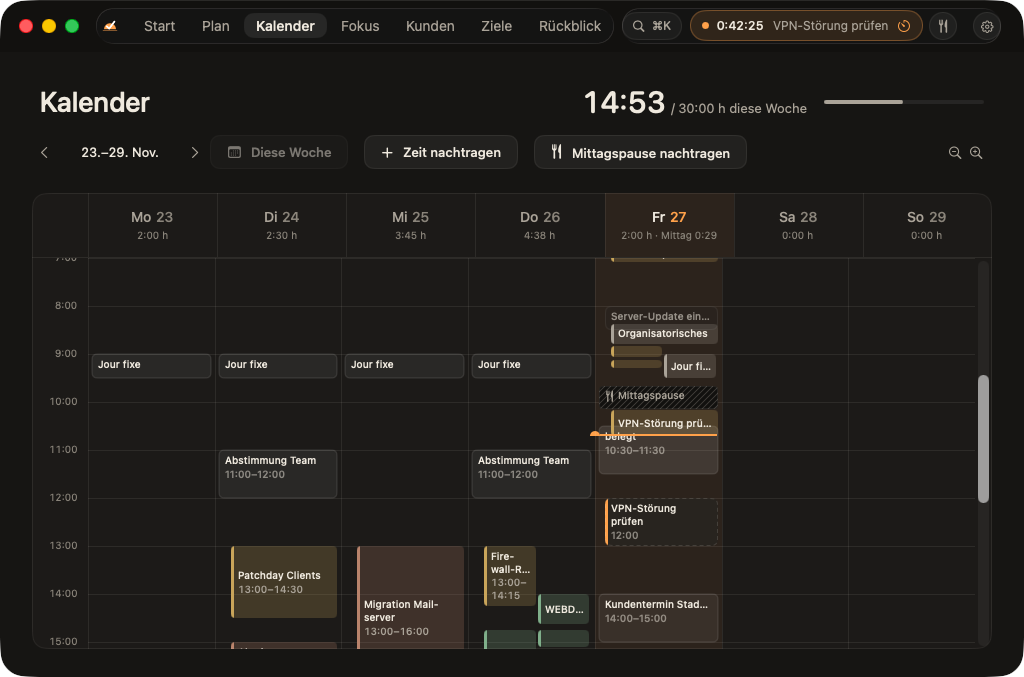 Start Plan Kalender Fokus Kunden Ziele Rückblick ⌘K 0:42:25 VPN-Störung prüfen
Kalender
14:53 / 30:00 h diese Woche
23.–29. Nov. Diese Woche + Zeit nachtragen Mittagspause nachtragen
Mo 23 Di 24 Mi 25 Do 26 Fr 27 Sa 28 So 29
2:00 h 2:30 h 3:45 h 4:38 h 2:00 h · Mittag 0:29 0:00 h 0:00 h
7:00
8:00
Server-Update ein…
Organisatorisches
9:00
Jour fixe Jour fixe Jour fixe Jour fixe Jour fi…
10:00
Mittagspause
VPN-Störung prü…
belegt
10:30–11:30
11:00
Abstimmung Team Abstimmung Team
11:00–12:00 11:00–12:00
12:00
VPN-Störung
prüfen
12:00
13:00
Patchday Clients
13:00–14:30
Fire-
wall-R…
13:00–
14:15
14:00
Migration Mail-
server
13:00–16:00
WEBD…
Kundentermin Stad…
14:00–15:00
15:00